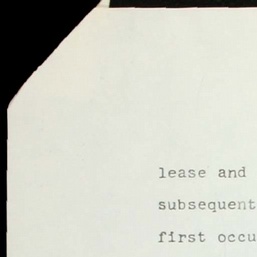 lease and
subsequent
first occu